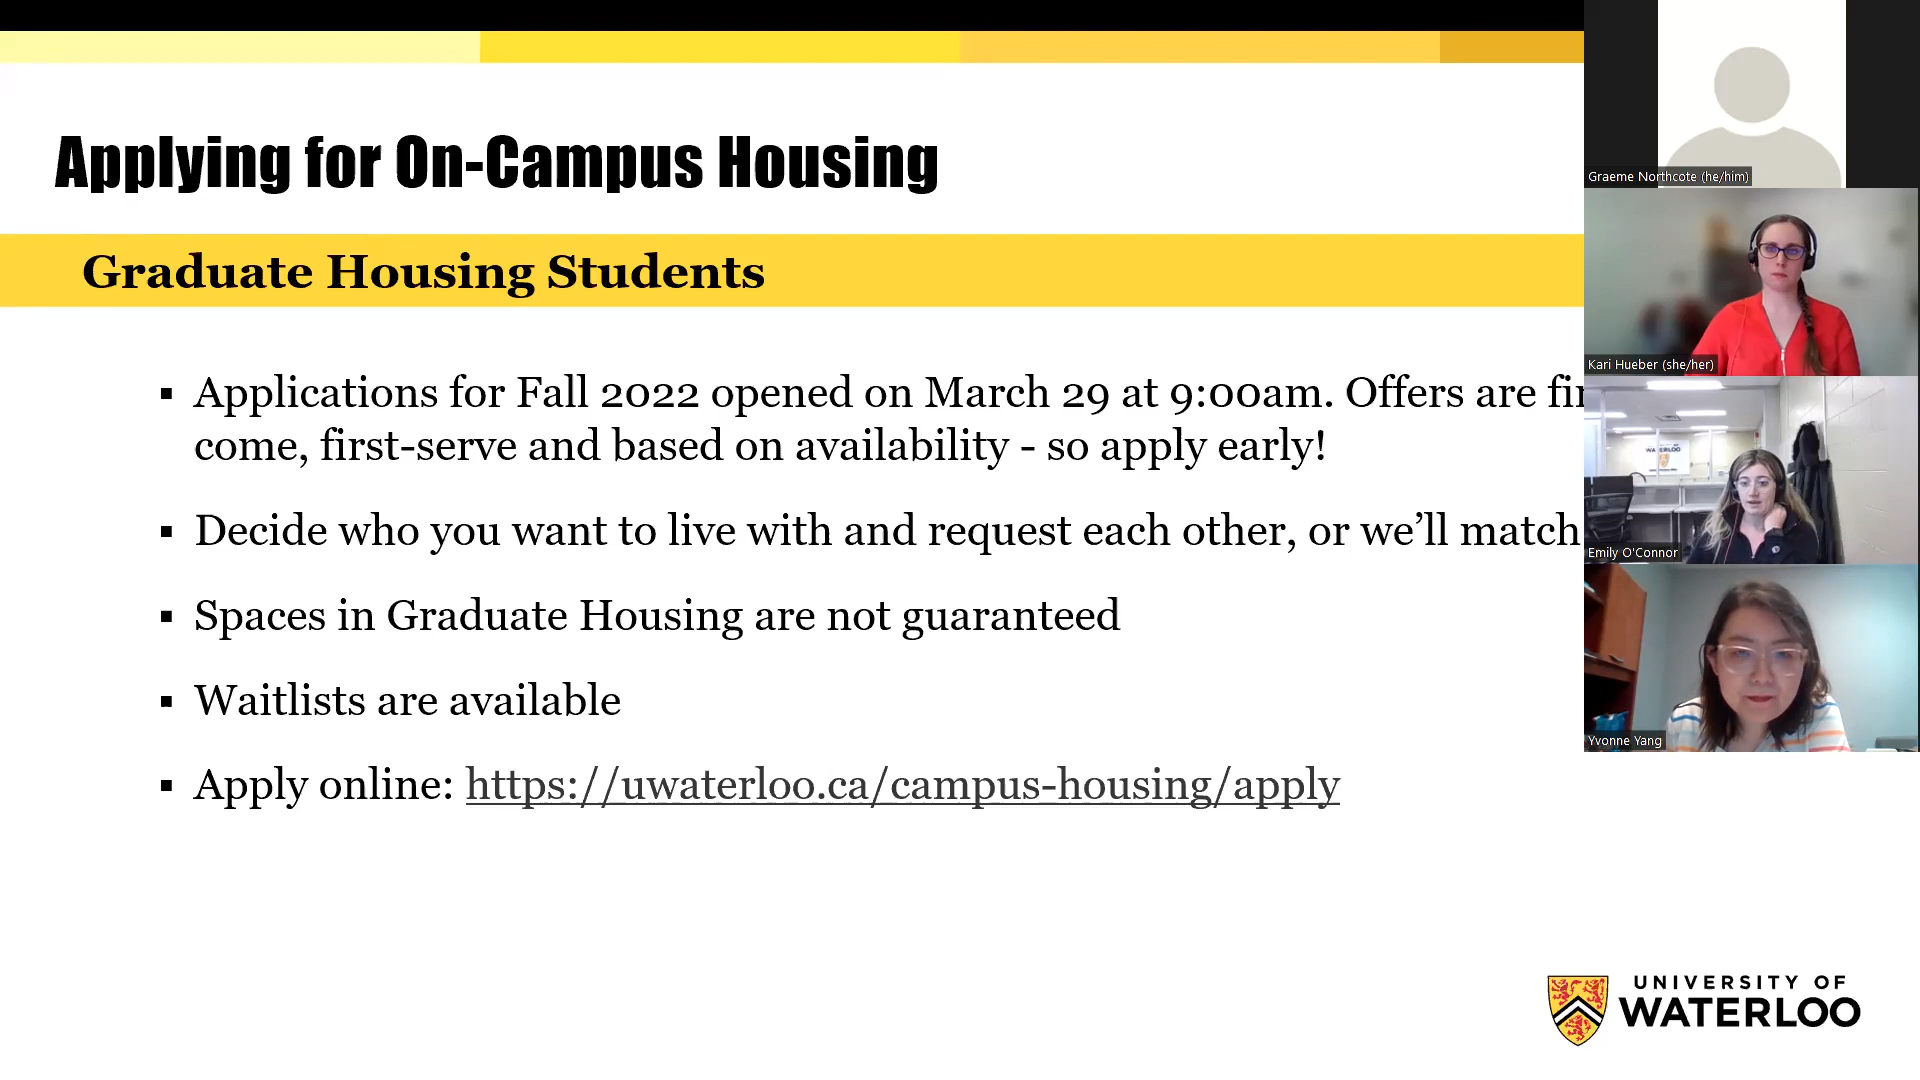 Applying for On-Campus Housing
Graduate Housing Students
▪ Applications for Fall 2022 opened on March 29 at 9:00am. Offers are fi
come, first-serve and based on availability - so apply early!
▪ Decide who you want to live with and request each other, or we’ll match
▪ Spaces in Graduate Housing are not guaranteed
▪ Waitlists are available
▪ Apply online: https://uwaterloo.ca/campus-housing/apply
Graeme Northcote (he/him)
Kari Hueber (she/her)
WATERLOO
Emily O'Connor
Yvonne Yang
UNIVERSITY OF
WATERLOO